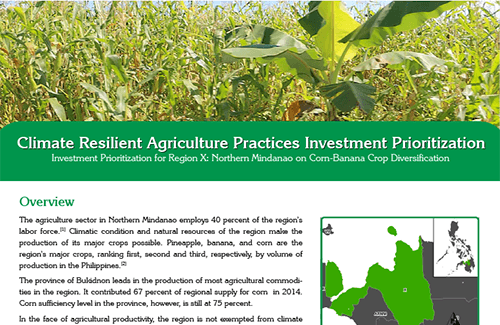 Climate Resilient Agriculture Practices Investment Prioritization
Investment Prioritization for Region X: Northern Mindanao on Corn-Banana Crop Diversification
Overview
The agriculture sector in Northern Mindanao employs 40 percent of the region's
labor force.[1] Climatic condition and natural resources of the region make the
production of its major crops possible. Pineapple, banana, and corn are the
region's major crops, ranking first, second and third, respectively, by volume of
production in the Philippines.[2]
The province of Bukidnon leads in the production of most agricultural commodi-
ties in the region. It contributed 67 percent of regional supply for corn in 2014.
Corn sufficiency level in the province, however, is still at 75 percent.
In the face of agricultural productivity, the region is not exempted from climate